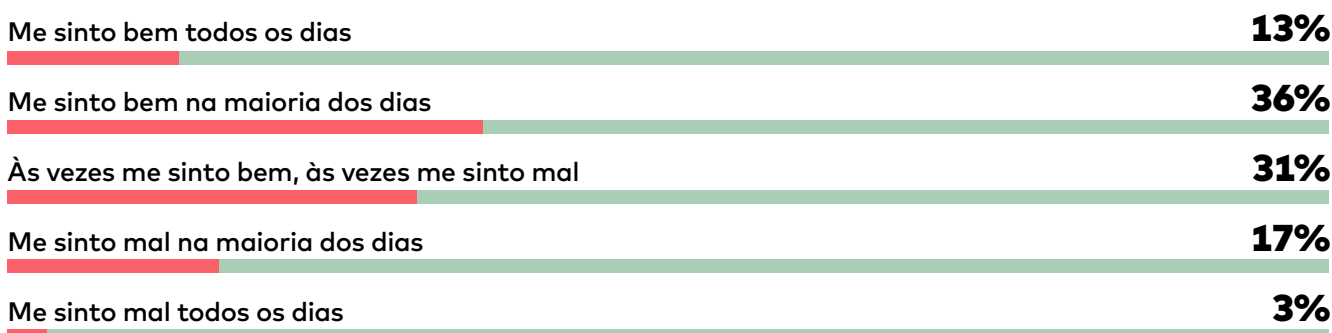 Me sinto bem todos os dias 13%
Me sinto bem na maioria dos dias 36%
Às vezes me sinto bem, às vezes me sinto mal 31%
Me sinto mal na maioria dos dias 17%
Me sinto mal todos os dias 3%